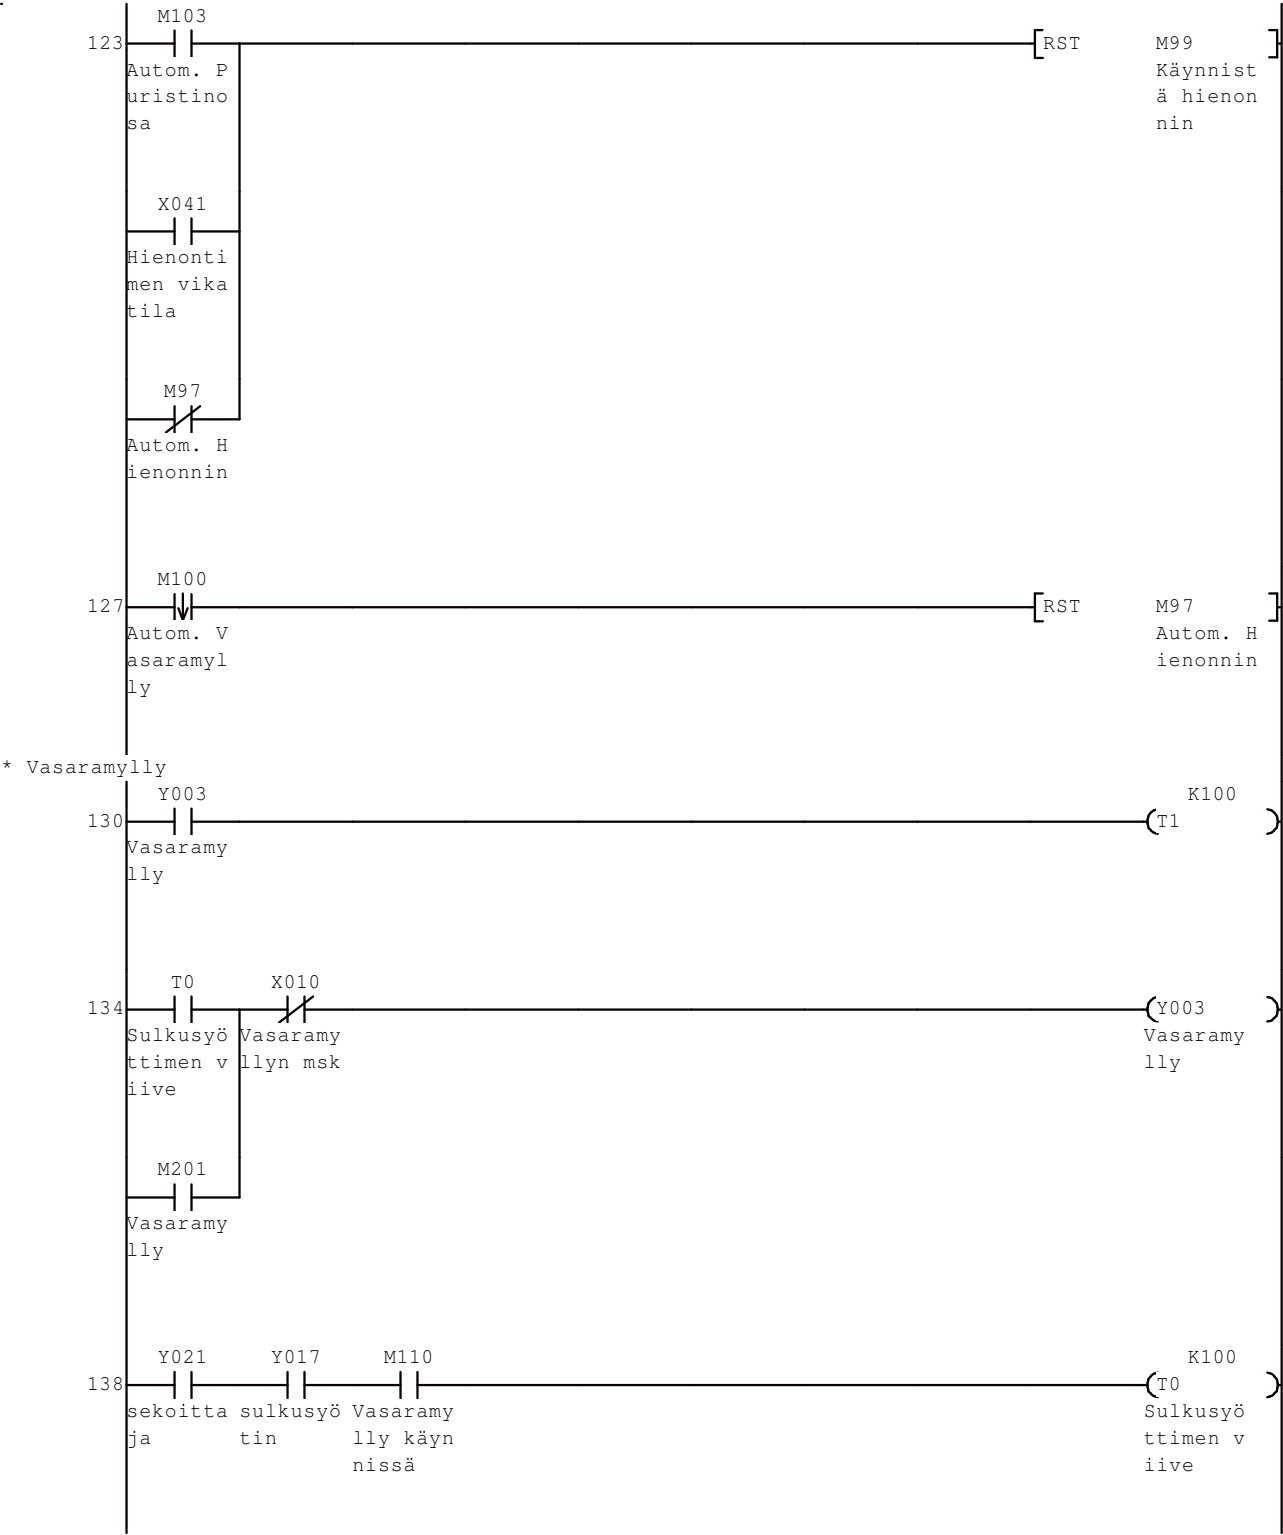 M103
123
RST M99
Autom. P
uristino
sa
Käynnist
ä hienon
nin
X041
Hienonti
men vika
tila
M97
Autom. H
ienonnin
M100
127
RST M97
Autom. V
asaramyl
ly
Autom. H
ienonnin
* Vasaramylly
Y003 K100
130
T1
Vasaramy
lly
T0 X010
134
Y003
Sulkusyö
ttimen v
iive
Vasaramy
llyn msk
Vasaramy
lly
M201
Vasaramy
lly
Y021 Y017 M110 K100
138
T0
sekoitta
ja
sulkusyö
tin
Vasaramy
lly käyn
nissä
Sulkusyö
ttimen v
iive